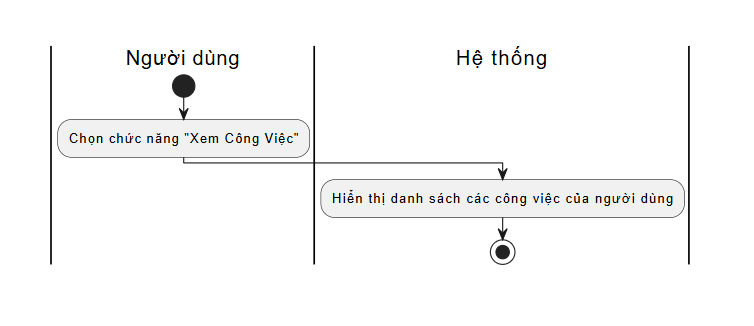 Người dùng
Hệ thống
Chọn chức năng "Xem Công Việc"
Hiển thị danh sách các công việc của người dùng